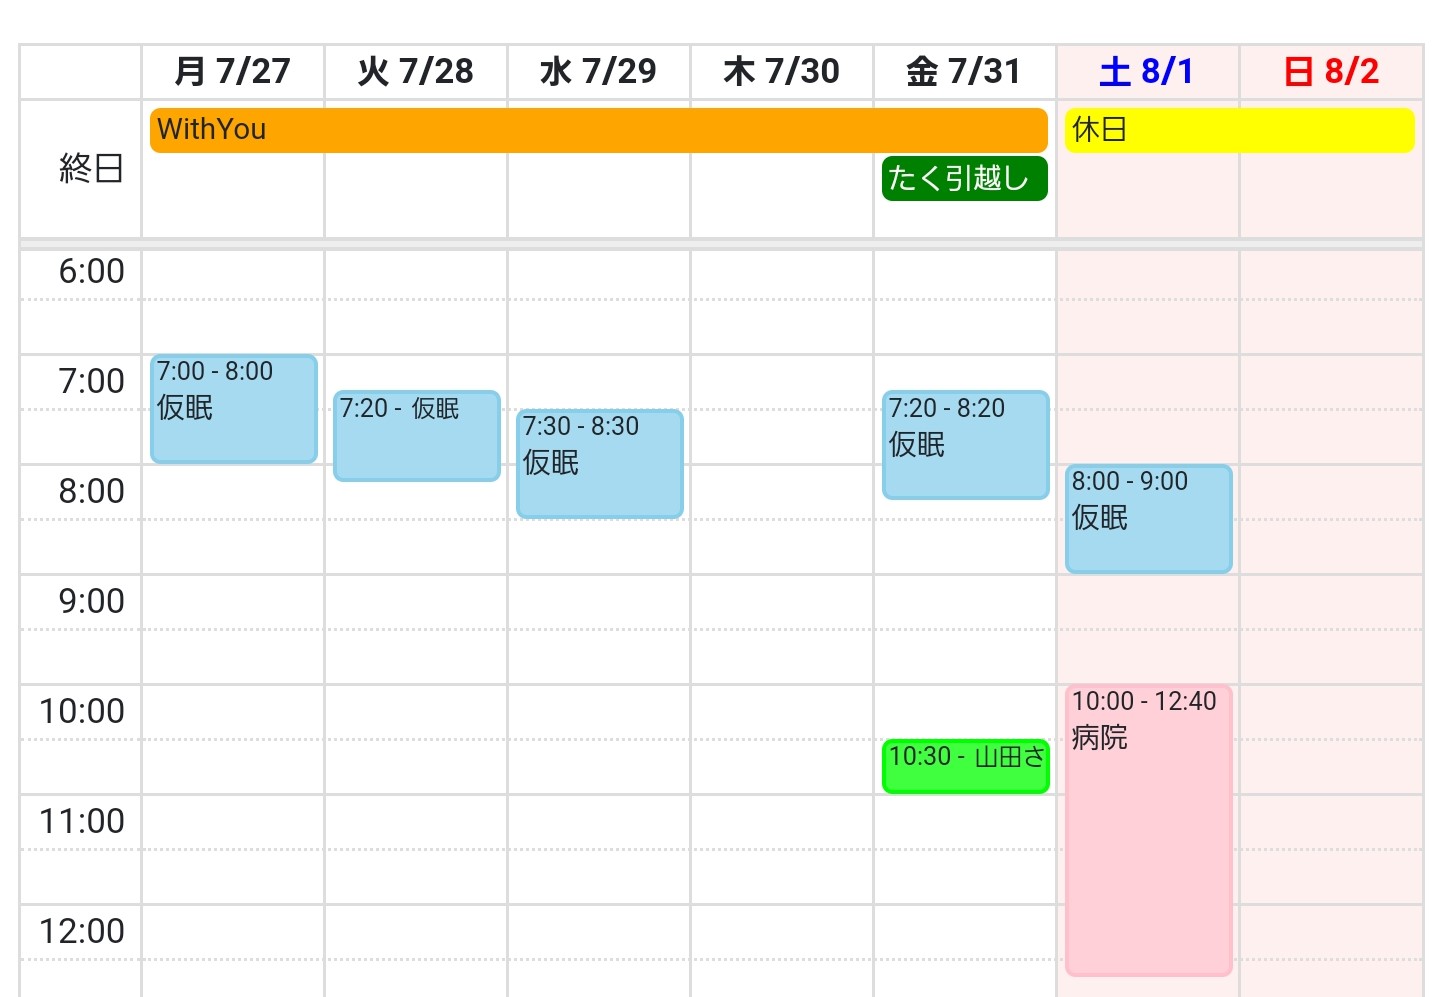 月 7/27 火 7/28 水 7/29 木 7/30 金 7/31 土 8/1 日 8/2
終日
WithYou
休日
たく引越し
6:00
7:00
7:00 - 8:00
仮眠
7:20 - 仮眠
7:30 - 8:30
仮眠
7:20 - 8:20
仮眠
8:00
8:00 - 9:00
仮眠
9:00
10:00
10:00 - 12:40
病院
10:30 - 山田さ
11:00
12:00